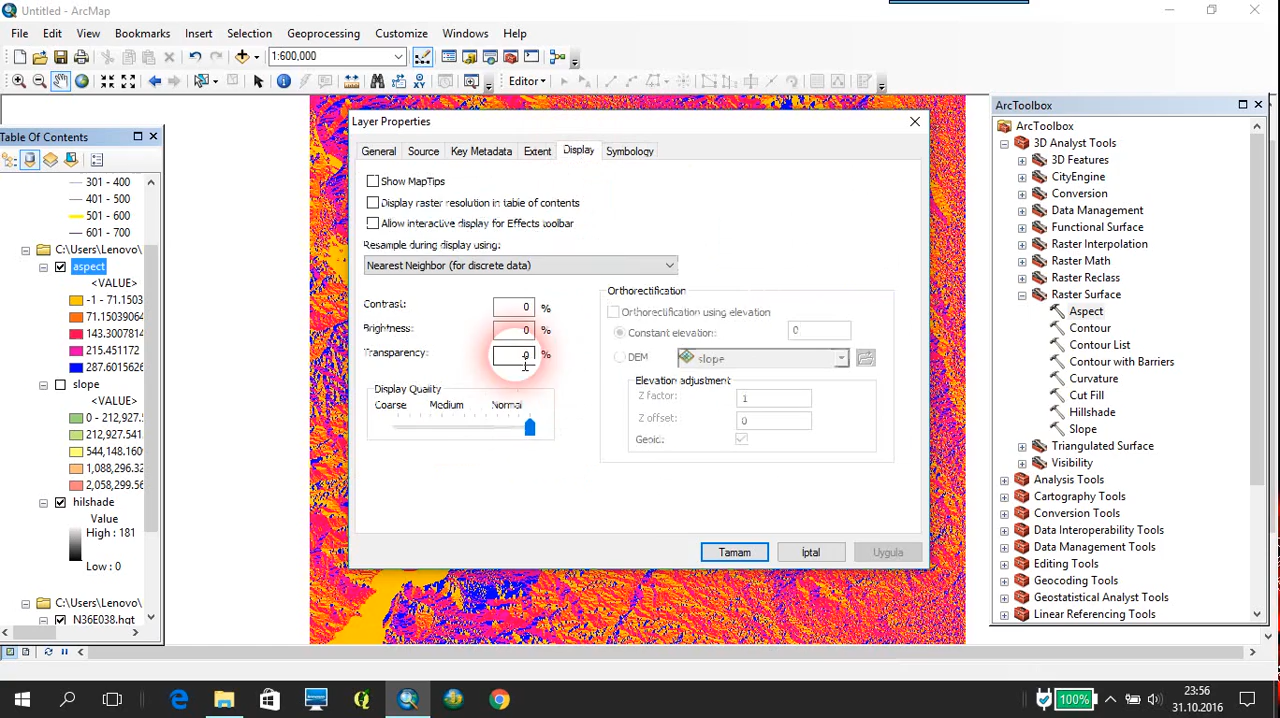 Untitled - ArcMap
File Edit View Bookmarks Insert Selection Geoprocessing Customize Windows Help
1:600,000
Editor
Table Of Contents
301 - 400
401 - 500
501 - 600
601 - 700
C:\Users\Lenovo\
aspect
<VALUE>
-1 - 71.1503
71.15039064
143.3007814
215.451172
287.6015626
slope
<VALUE>
0 - 212,927.
212,927.541
544,148.1609
1,088,296.32
2,058,299.56
hilshade
Value
High : 181
Low : 0
C:\Users\Lenovo\
N36E038.hgt
Layer Properties
General Source Key Metadata Extent Display Symbology
Show MapTips
Display raster resolution in table of contents
Allow interactive display for Effects toolbar
Resample during display using:
Nearest Neighbor (for discrete data)
Contrast: 0 %
Brightness: 0 %
Transparency: 0 %
Display Quality
Coarse Medium Normal
Orthorectification
Orthorectification using elevation
Constant elevation: 0
DEM slope
Elevation adjustment
Z factor: 1
Z offset: 0
Geoid:
Tamam İptal Uygula
ArcToolbox
ArcToolbox
3D Analyst Tools
3D Features
CityEngine
Conversion
Data Management
Functional Surface
Raster Interpolation
Raster Math
Raster Reclass
Raster Surface
Aspect
Contour
Contour List
Contour with Barriers
Curvature
Cut Fill
Hillshade
Slope
Triangulated Surface
Visibility
Analysis Tools
Cartography Tools
Conversion Tools
Data Interoperability Tools
Data Management Tools
Editing Tools
Geocoding Tools
Geostatistical Analyst Tools
Linear Referencing Tools
100%
23:56
31.10.2016